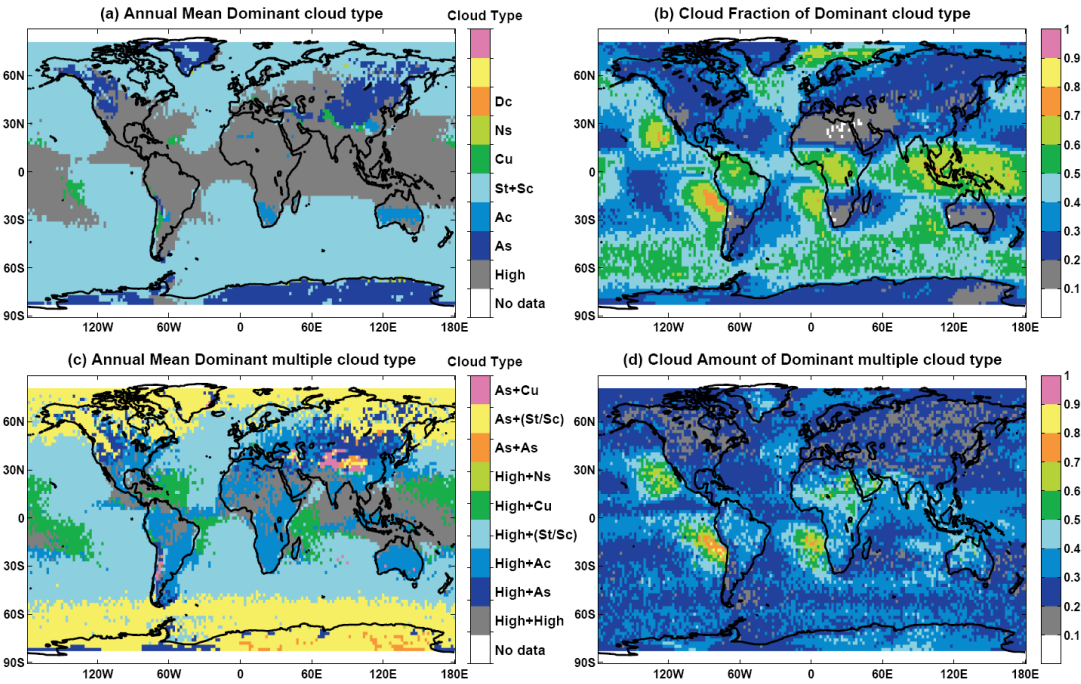 (a) Annual Mean Dominant cloud type
Cloud Type
60N
30N
0
30S
60S
90S
120W 60W 0 60E 120E 180E
Dc
Ns
Cu
St+Sc
Ac
As
High
No data
(b) Cloud Fraction of Dominant cloud type
60N
30N
0
30S
60S
90S
120W 60W 0 60E 120E 180E
1
0.9
0.8
0.7
0.6
0.5
0.4
0.3
0.2
0.1
(c) Annual Mean Dominant multiple cloud type
Cloud Type
60N
30N
0
30S
60S
90S
120W 60W 0 60E 120E 180E
As+Cu
As+(St/Sc)
As+As
High+Ns
High+Cu
High+(St/Sc)
High+Ac
High+As
High+High
No data
(d) Cloud Amount of Dominant multiple cloud type
60N
30N
0
30S
60S
90S
120W 60W 0 60E 120E 180E
1
0.9
0.8
0.7
0.6
0.5
0.4
0.3
0.2
0.1